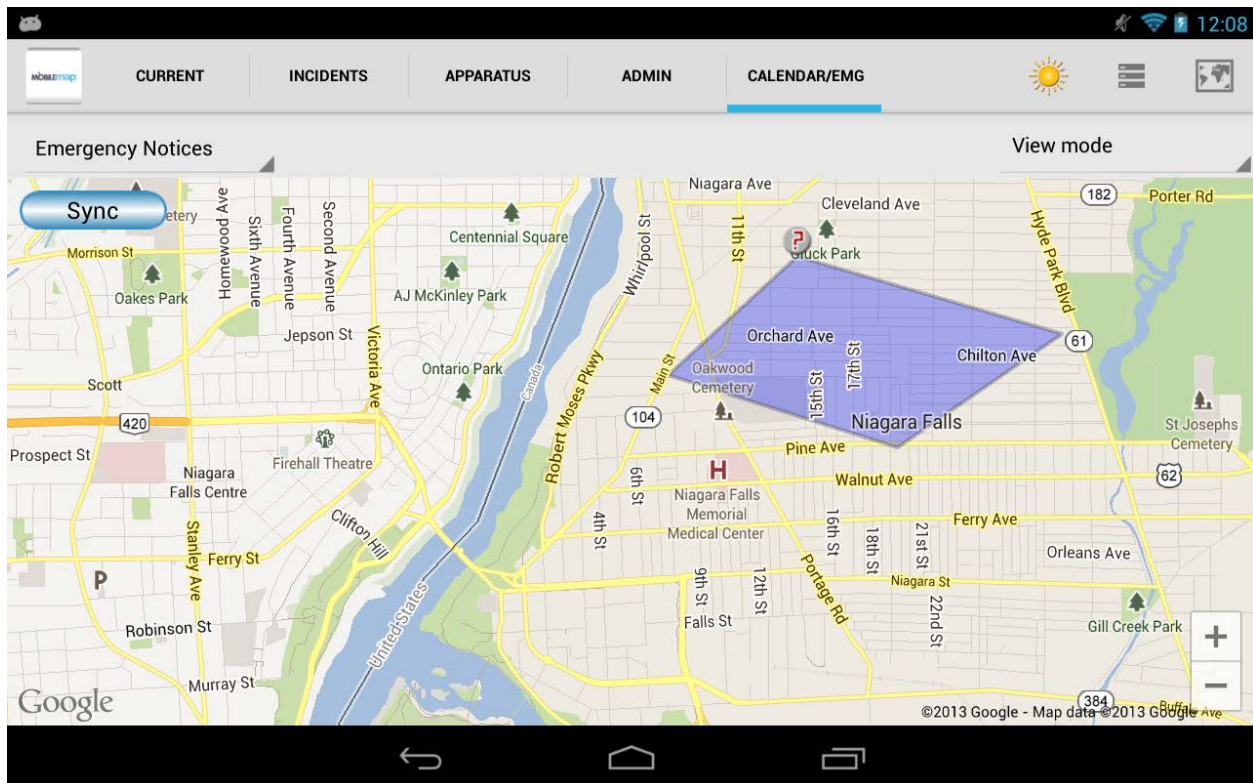 12:08
MOBILEmap
CURRENT
INCIDENTS
APPARATUS
ADMIN
CALENDAR/EMG
Emergency Notices
View mode
Sync
etery
Morrison St
Oakes Park
Homewood Ave
Sixth Avenue
Fourth Avenue
Second Avenue
Centennial Square
AJ McKinley Park
Jepson St
Victoria Ave
Ontario Park
Scott
420
Prospect St
Niagara
Falls Centre
Firehall Theatre
Clifton Hill
Stanley Ave
Ferry St
P
Robinson St
Murray St
Google
Canada
United States
Robert Moses Pkwy
Whirlpool St
Niagara Ave
11th St
Cleveland Ave
?
Gluck Park
182
Porter Rd
Hyde Park Blvd
61
Orchard Ave
Chilton Ave
15th St
17th St
Main St
Oakwood
Cemetery
104
Niagara Falls
Pine Ave
St Josephs
Cemetery
62
Walnut Ave
H
Niagara Falls
Memorial
Medical Center
6th St
4th St
Ferry Ave
16th St
18th St
21st St
Orleans Ave
Portage Rd
Niagara St
9th St
12th St
Falls St
22nd St
Gill Creek Park
+
−
384
Buffalo Ave
©2013 Google - Map data ©2013 Google